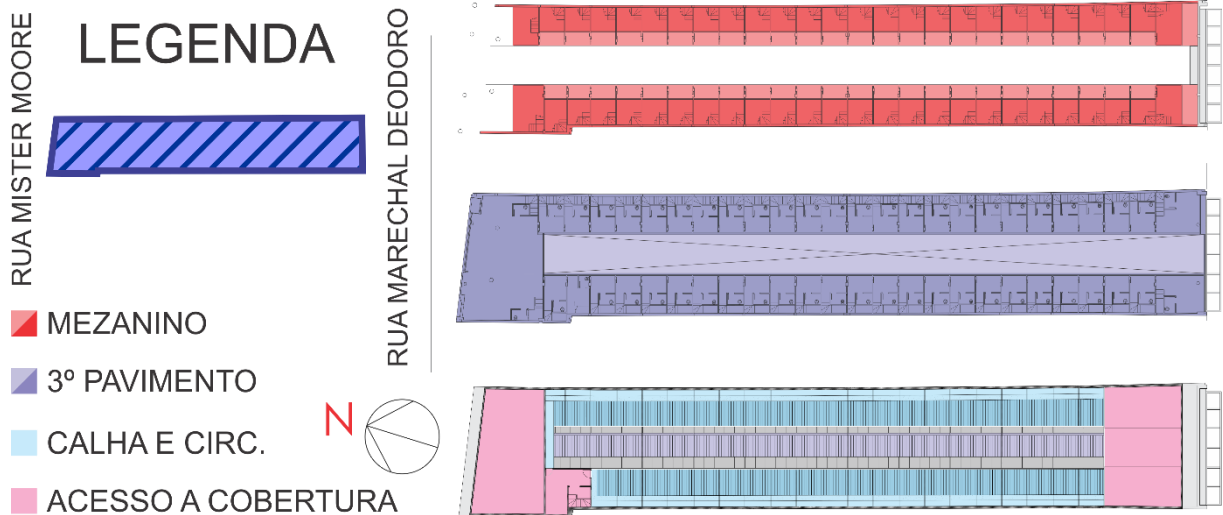 LEGENDA
RUA MISTER MOORE
RUA MARECHAL DEODORO
MEZANINO
3º PAVIMENTO
CALHA E CIRC.
ACESSO A COBERTURA
N